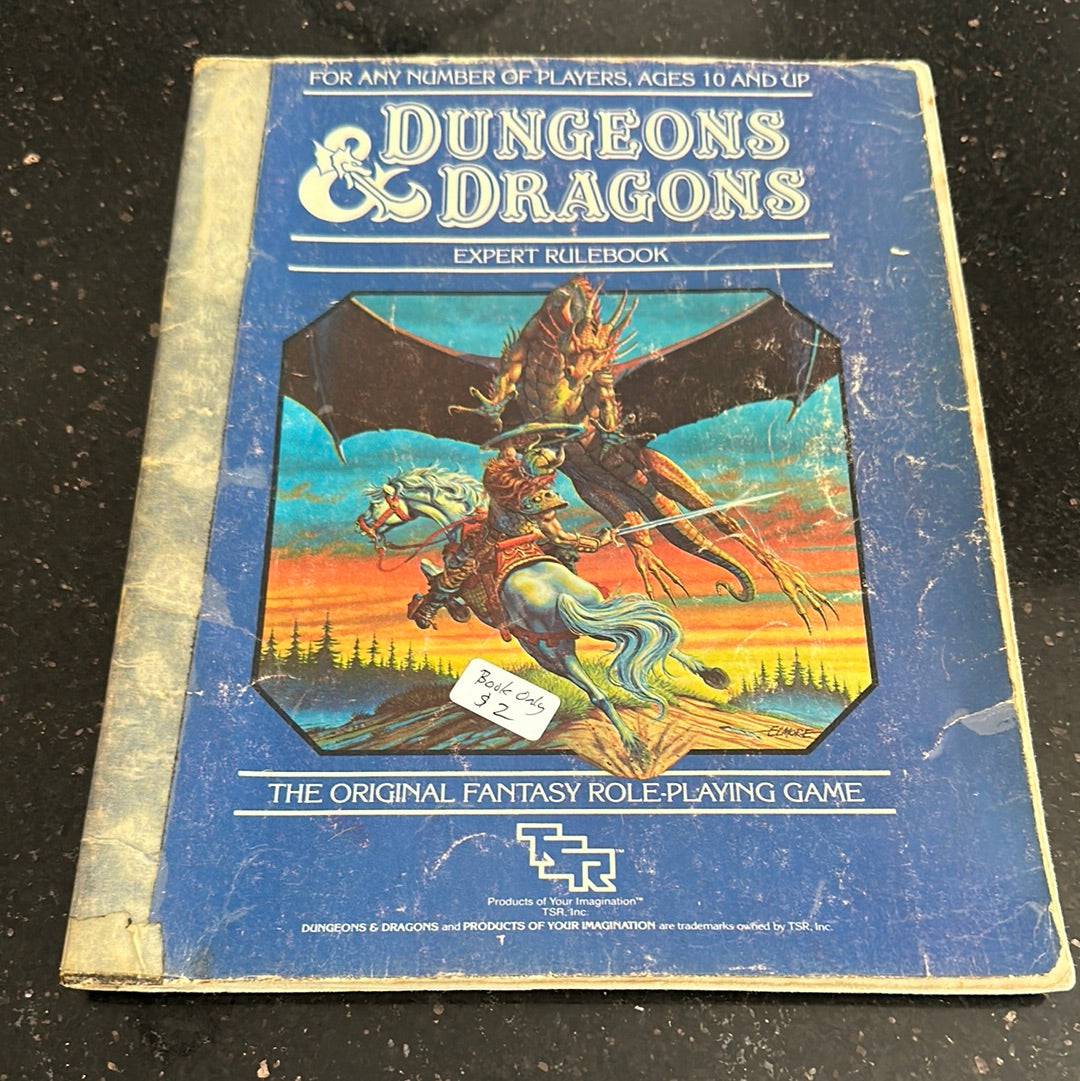 FOR ANY NUMBER OF PLAYERS, AGES 10 AND UP
DUNGEONS
& DRAGONS
EXPERT RULEBOOK
Book Only
$2
ELMORE
THE ORIGINAL FANTASY ROLE-PLAYING GAME
TSR™
Products of Your Imagination™
TSR, Inc.
DUNGEONS & DRAGONS and PRODUCTS OF YOUR IMAGINATION are trademarks owned by TSR, Inc.